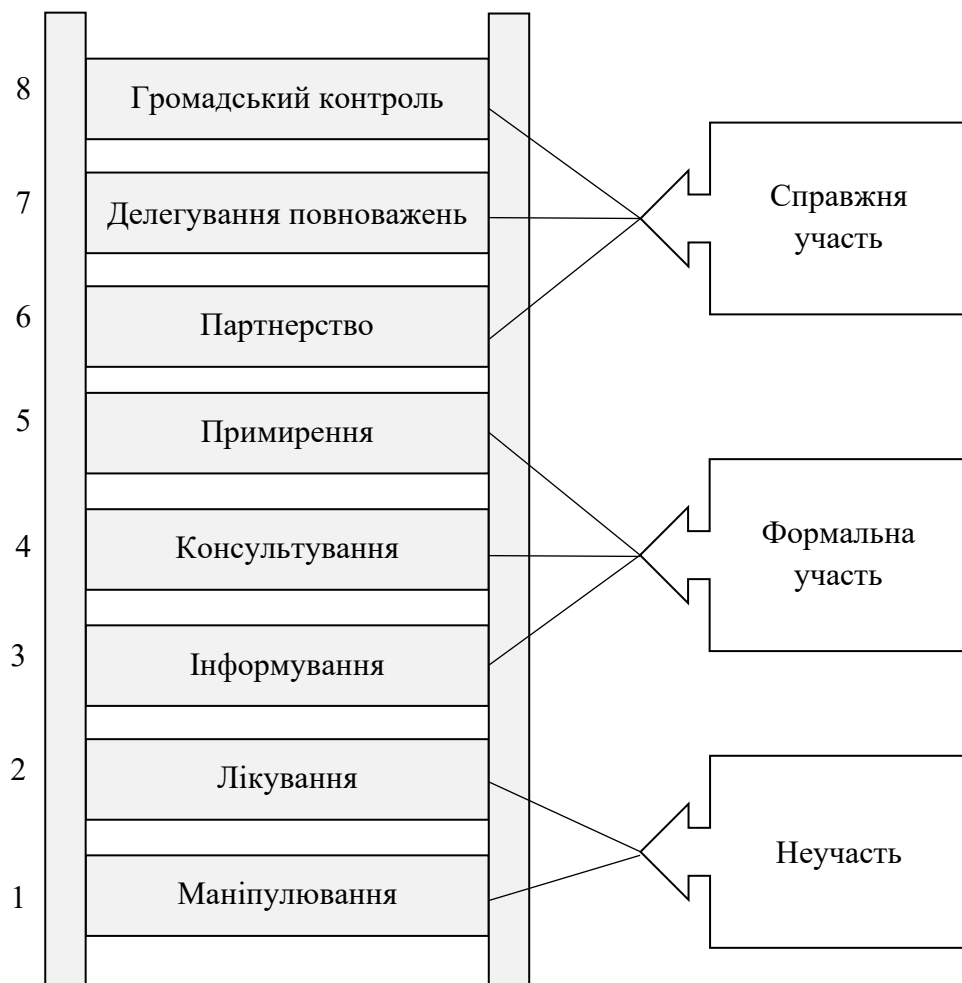 8
Громадський контроль
7
Делегування повноважень
Справжня
участь
6
Партнерство
5
Примирення
4
Консультування
Формальна
участь
3
Інформування
2
Лікування
1
Маніпулювання
Неучасть